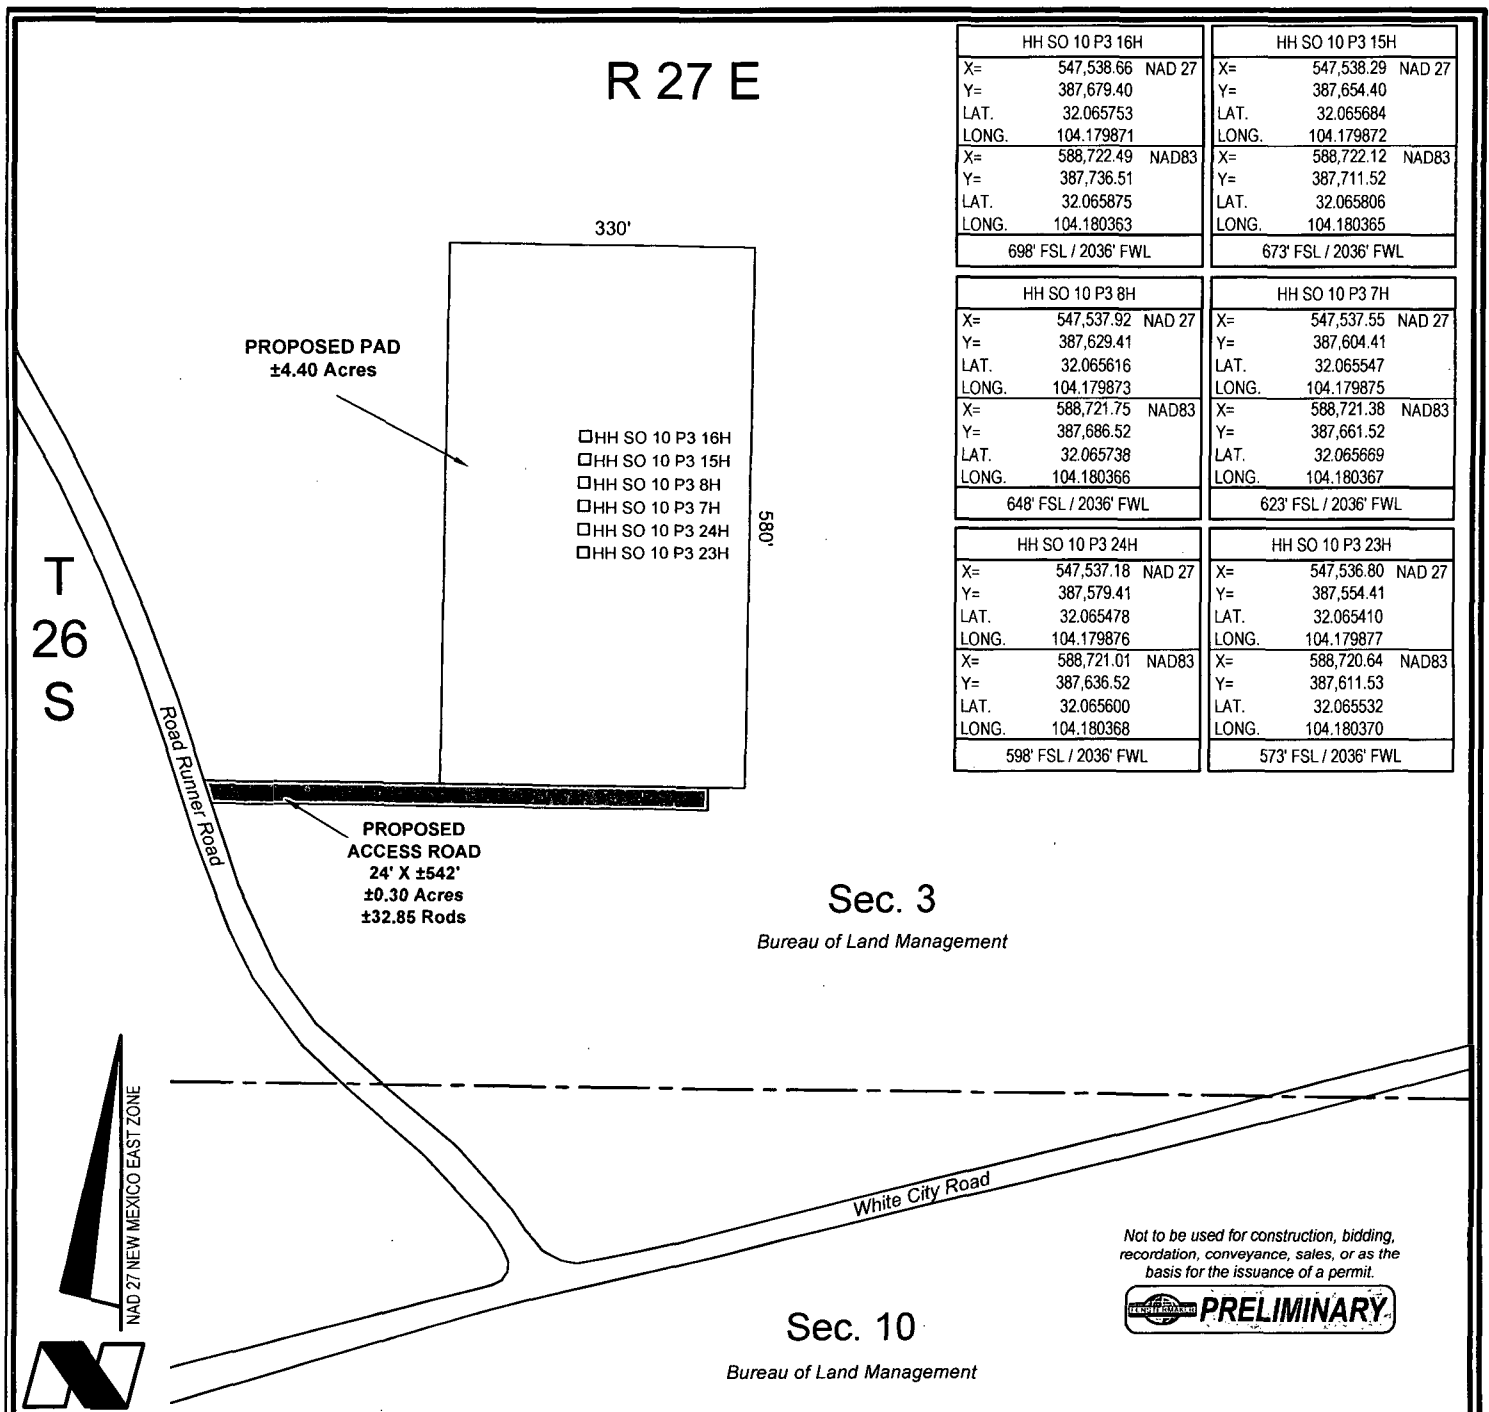 R 27 E
HH SO 10 P3 16H
X= 547,538.66 NAD 27
Y= 387,679.40
LAT. 32.065753
LONG. 104.179871
X= 588,722.49 NAD83
Y= 387,736.51
LAT. 32.065875
LONG. 104.180363
698' FSL / 2036' FWL
HH SO 10 P3 15H
X= 547,538.29 NAD 27
Y= 387,654.40
LAT. 32.065684
LONG. 104.179872
X= 588,722.12 NAD83
Y= 387,711.52
LAT. 32.065806
LONG. 104.180365
673' FSL / 2036' FWL
HH SO 10 P3 8H
X= 547,537.92 NAD 27
Y= 387,629.41
LAT. 32.065616
LONG. 104.179873
X= 588,721.75 NAD83
Y= 387,686.52
LAT. 32.065738
LONG. 104.180366
648' FSL / 2036' FWL
HH SO 10 P3 7H
X= 547,537.55 NAD 27
Y= 387,604.41
LAT. 32.065547
LONG. 104.179875
X= 588,721.38 NAD83
Y= 387,661.52
LAT. 32.065669
LONG. 104.180367
623' FSL / 2036' FWL
HH SO 10 P3 24H
X= 547,537.18 NAD 27
Y= 387,579.41
LAT. 32.065478
LONG. 104.179876
X= 588,721.01 NAD83
Y= 387,636.52
LAT. 32.065600
LONG. 104.180368
598' FSL / 2036' FWL
HH SO 10 P3 23H
X= 547,536.80 NAD 27
Y= 387,554.41
LAT. 32.065410
LONG. 104.179877
X= 588,720.64 NAD83
Y= 387,611.53
LAT. 32.065532
LONG. 104.180370
573' FSL / 2036' FWL
330'
PROPOSED PAD
±4.40 Acres
HH SO 10 P3 16H
HH SO 10 P3 15H
HH SO 10 P3 8H
HH SO 10 P3 7H
HH SO 10 P3 24H
HH SO 10 P3 23H
580'
T
26
S
Road Runner Road
PROPOSED
ACCESS ROAD
24' X ±542'
±0.30 Acres
±32.85 Rods
Sec. 3
Bureau of Land Management
NAD 27 NEW MEXICO EAST ZONE
White City Road
Not to be used for construction, bidding,
recordation, conveyance, sales, or as the
basis for the issuance of a permit.
FENSTERMAKER
PRELIMINARY
Sec. 10
Bureau of Land Management